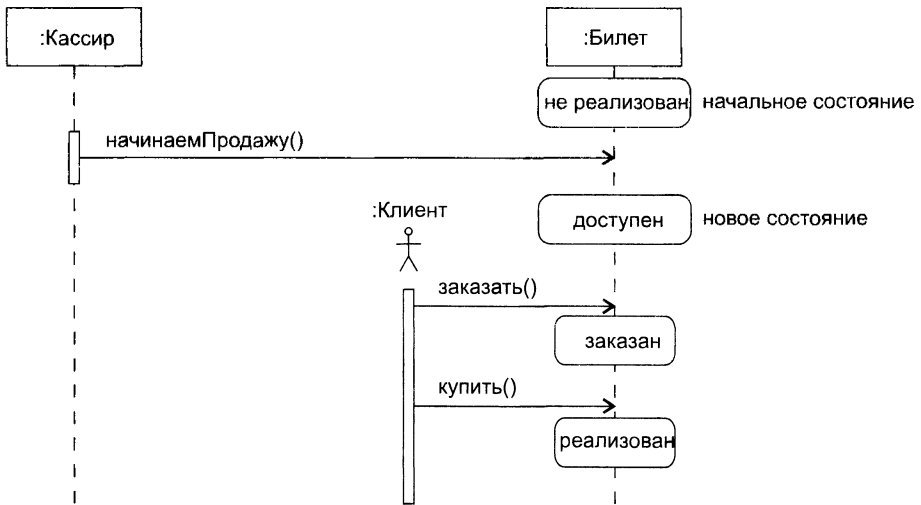 :Кассир
:Билет
не реализован
начальное состояние
начинаемПродажу()
:Клиент
доступен
новое состояние
заказать()
заказан
купить()
реализован